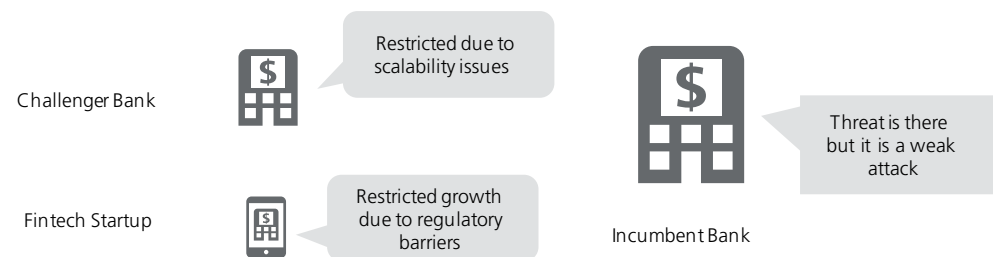 Challenger Bank
$
Restricted due to
scalability issues
Fintech Startup
$
Restricted growth
due to regulatory
barriers
$
Incumbent Bank
Threat is there
but it is a weak
attack